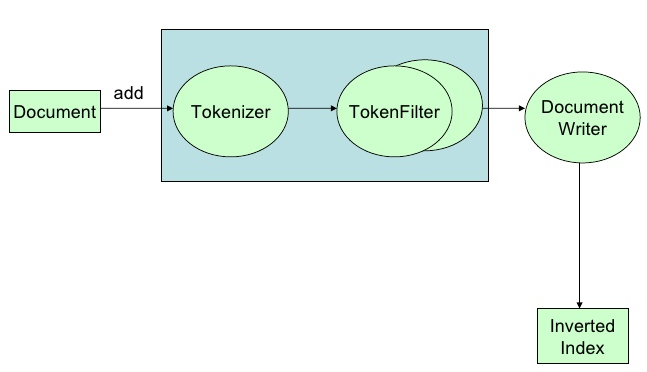 add
Document
Tokenizer
TokenFilter
Document
Writer
Inverted
Index